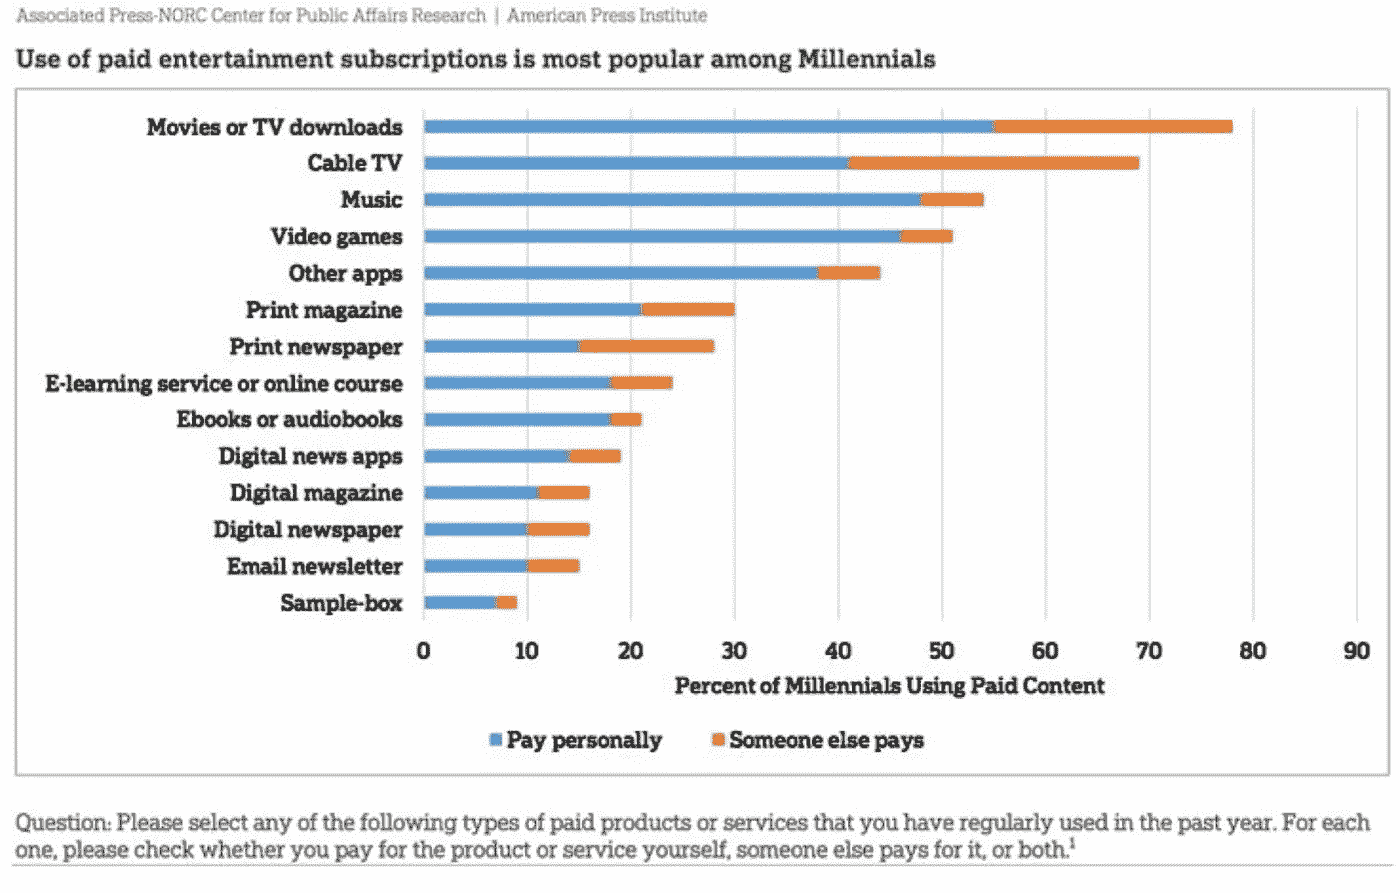 Associated Press-NORC Center for Public Affairs Research | American Press Institute
Use of paid entertainment subscriptions is most popular among Millennials
Movies or TV downloads
Cable TV
Music
Video games
Other apps
Print magazine
Print newspaper
E-learning service or online course
Ebooks or audiobooks
Digital news apps
Digital magazine
Digital newspaper
Email newsletter
Sample-box
0 10 20 30 40 50 60 70 80 90
Percent of Millennials Using Paid Content
Pay personally Someone else pays
Question: Please select any of the following types of paid products or services that you have regularly used in the past year. For each
one, please check whether you pay for the product or service yourself, someone else pays for it, or both.¹